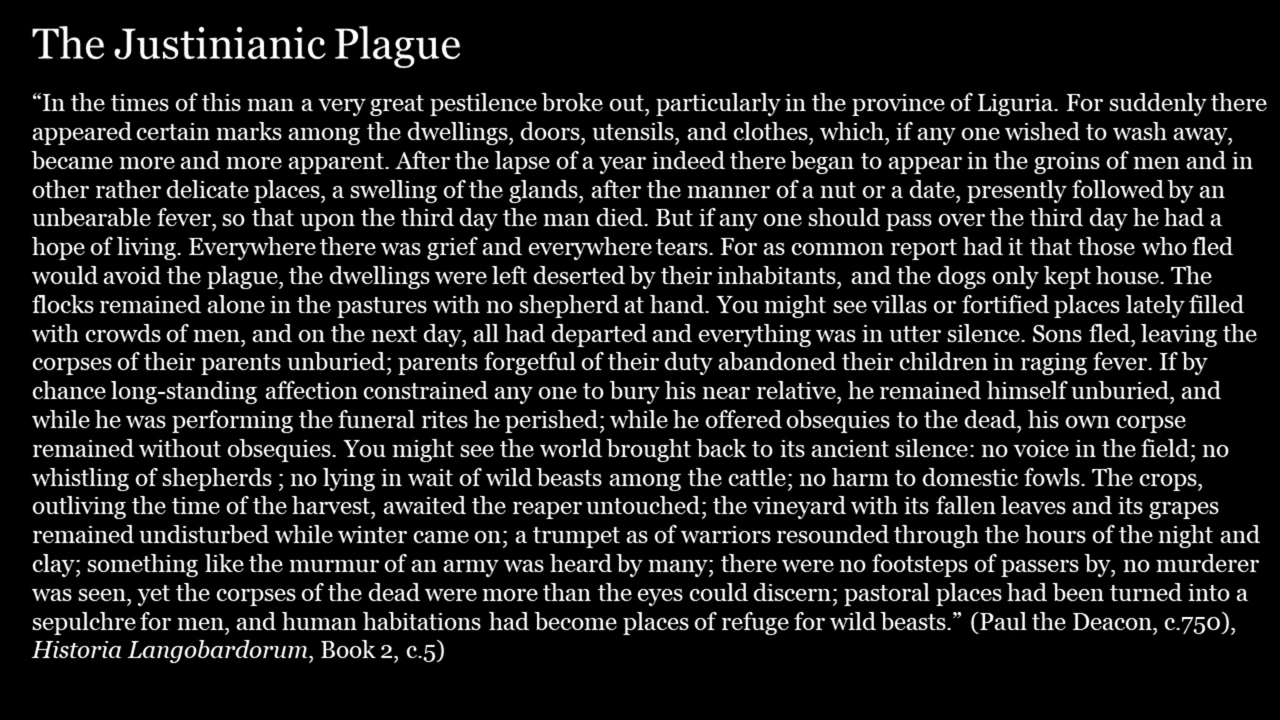 The Justinianic Plague
“In the times of this man a very great pestilence broke out, particularly in the province of Liguria. For suddenly there
appeared certain marks among the dwellings, doors, utensils, and clothes, which, if any one wished to wash away,
became more and more apparent. After the lapse of a year indeed there began to appear in the groins of men and in
other rather delicate places, a swelling of the glands, after the manner of a nut or a date, presently followed by an
unbearable fever, so that upon the third day the man died. But if any one should pass over the third day he had a
hope of living. Everywhere there was grief and everywhere tears. For as common report had it that those who fled
would avoid the plague, the dwellings were left deserted by their inhabitants, and the dogs only kept house. The
flocks remained alone in the pastures with no shepherd at hand. You might see villas or fortified places lately filled
with crowds of men, and on the next day, all had departed and everything was in utter silence. Sons fled, leaving the
corpses of their parents unburied; parents forgetful of their duty abandoned their children in raging fever. If by
chance long-standing affection constrained any one to bury his near relative, he remained himself unburied, and
while he was performing the funeral rites he perished; while he offered obsequies to the dead, his own corpse
remained without obsequies. You might see the world brought back to its ancient silence: no voice in the field; no
whistling of shepherds ; no lying in wait of wild beasts among the cattle; no harm to domestic fowls. The crops,
outliving the time of the harvest, awaited the reaper untouched; the vineyard with its fallen leaves and its grapes
remained undisturbed while winter came on; a trumpet as of warriors resounded through the hours of the night and
clay; something like the murmur of an army was heard by many; there were no footsteps of passers by, no murderer
was seen, yet the corpses of the dead were more than the eyes could discern; pastoral places had been turned into a
sepulchre for men, and human habitations had become places of refuge for wild beasts.” (Paul the Deacon, c.750),
Historia Langobardorum, Book 2, c.5)